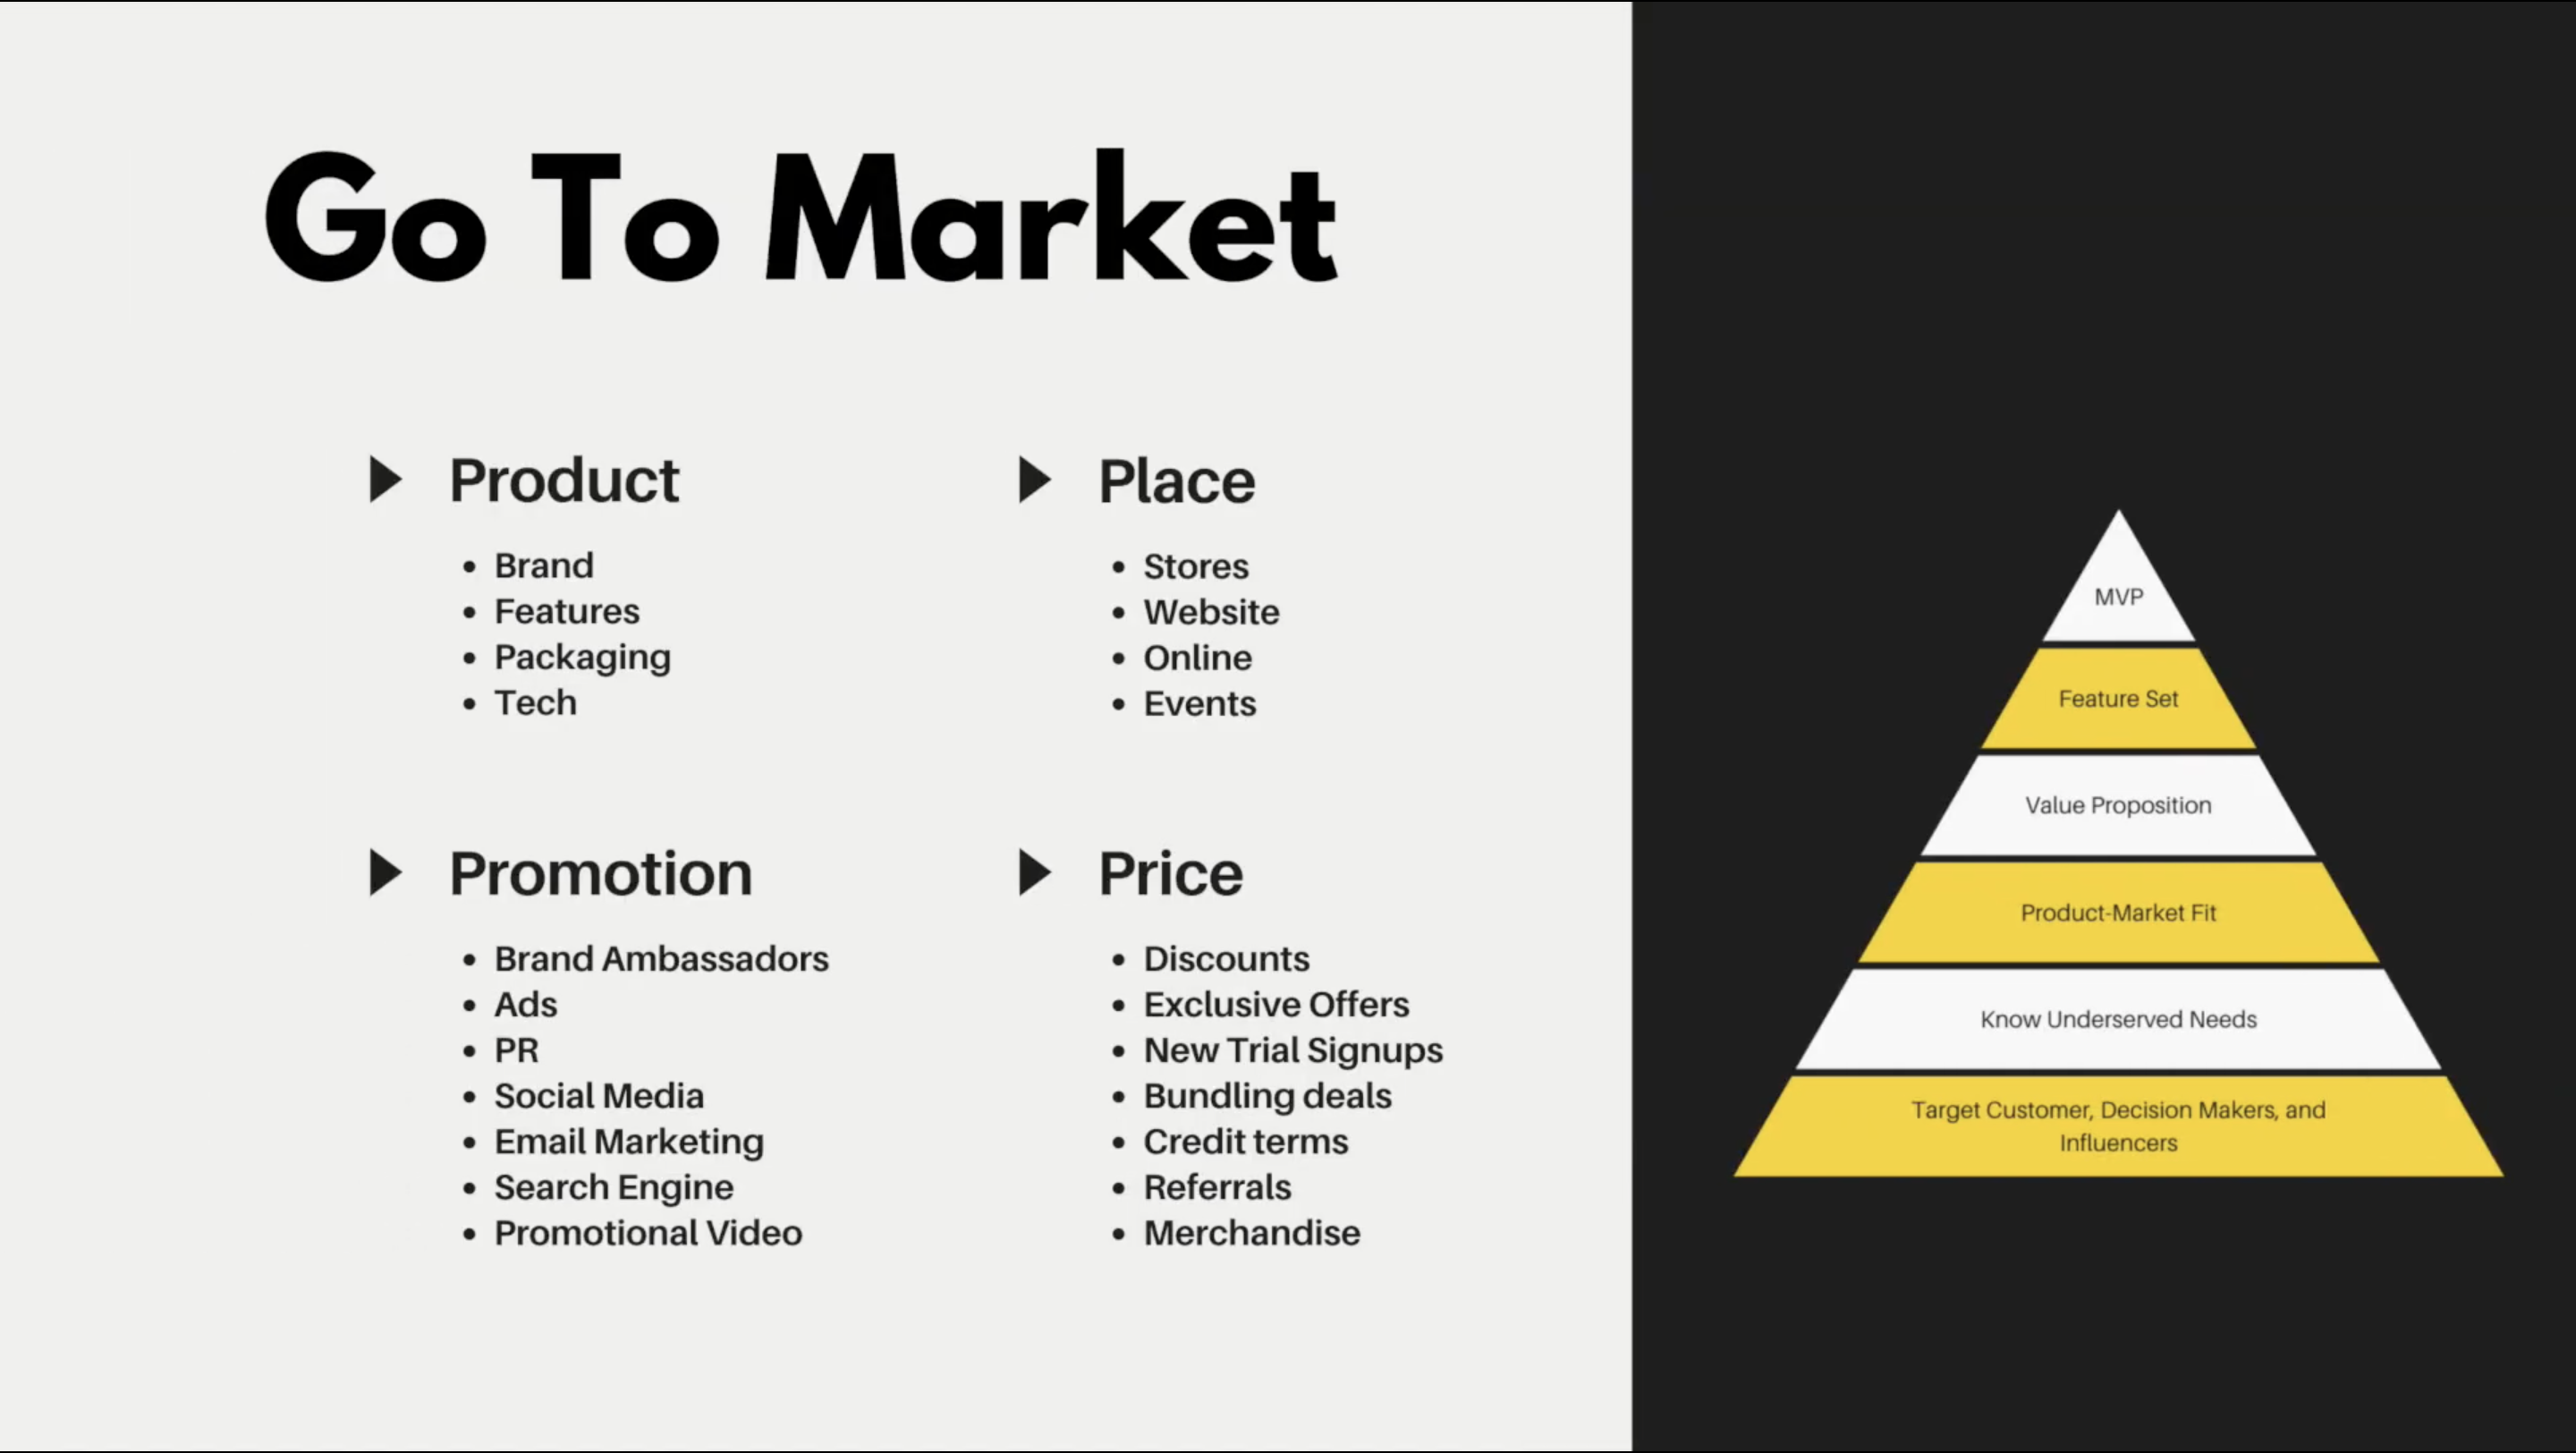 Go To Market
Product
Brand
Features
Packaging
Tech
Place
Stores
Website
Online
Events
Promotion
Brand Ambassadors
Ads
PR
Social Media
Email Marketing
Search Engine
Promotional Video
Price
Discounts
Exclusive Offers
New Trial Signups
Bundling deals
Credit terms
Referrals
Merchandise
MVP
Feature Set
Value Proposition
Product-Market Fit
Know Underserved Needs
Target Customer, Decision Makers, and
Influencers